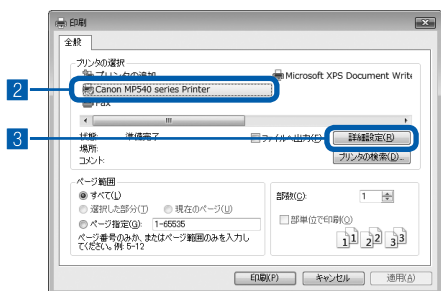 印刷
全般
プリンタの選択
プリンタの追加
Microsoft XPS Document Write
2
Canon MP540 series Printer
Fax
状態: 準備完了
ファイルへ出力(F)
3
詳細設定(R)
場所:
コメント:
プリンタの検索(D)...
ページ範囲
すべて(L)
選択した部分(T)
現在のページ(U)
ページ指定(G): 1-65535
ページ番号のみか、またはページ範囲のみを入力し
てください。例: 5-12
部数(C): 1
部単位で印刷(O)
1 1 2 2 3 3
印刷(P)
キャンセル
適用(A)